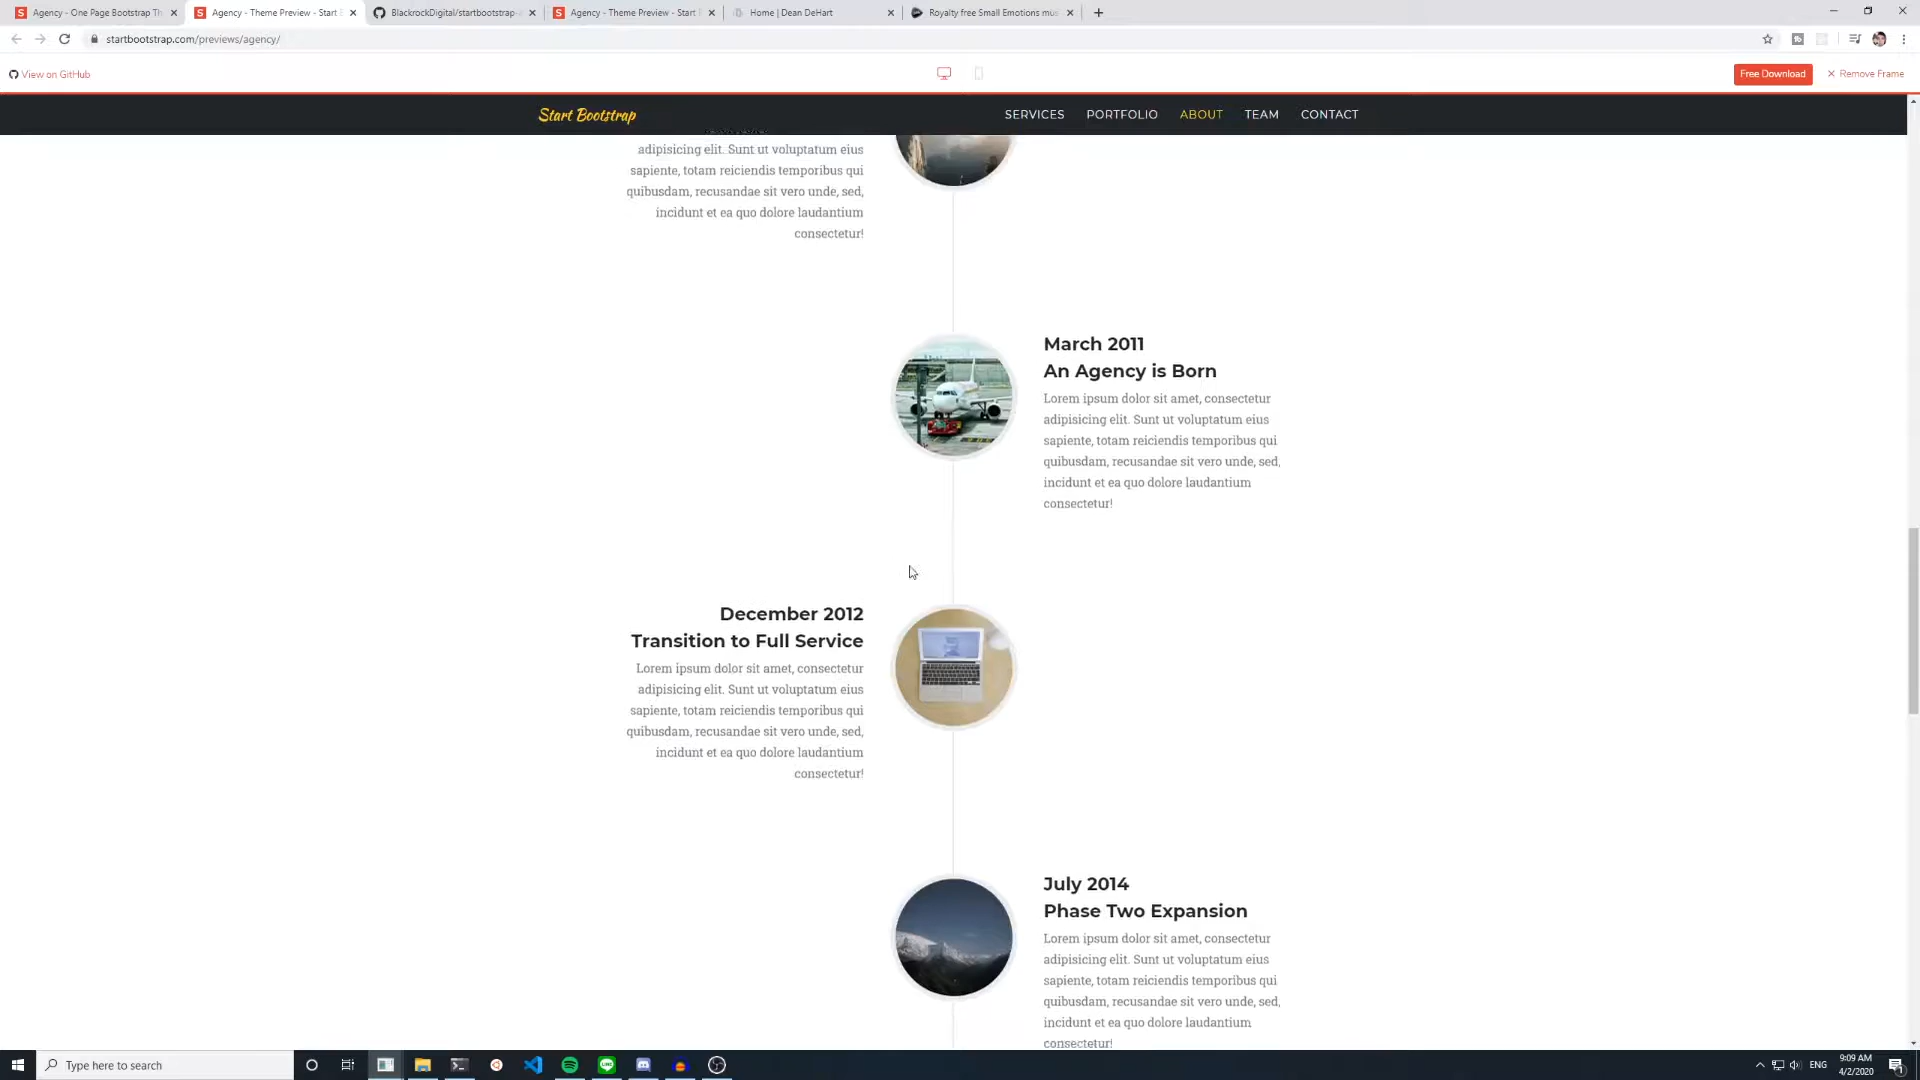 Agency - One Page Bootstrap Th
Agency - Theme Preview - Start B
BlackrockDigital/startbootstrap-a
Agency - Theme Preview - Start B
Home | Dean DeHart
Royalty free Small Emotions mus
startbootstrap.com/previews/agency/
View on GitHub
Free Download
Remove Frame
Start Bootstrap
SERVICES
PORTFOLIO
ABOUT
TEAM
CONTACT
adipisicing elit. Sunt ut voluptatum eius
sapiente, totam reiciendis temporibus qui
quibusdam, recusandae sit vero unde, sed,
incidunt et ea quo dolore laudantium
consectetur!
March 2011
An Agency is Born
Lorem ipsum dolor sit amet, consectetur
adipisicing elit. Sunt ut voluptatum eius
sapiente, totam reiciendis temporibus qui
quibusdam, recusandae sit vero unde, sed,
incidunt et ea quo dolore laudantium
consectetur!
December 2012
Transition to Full Service
Lorem ipsum dolor sit amet, consectetur
adipisicing elit. Sunt ut voluptatum eius
sapiente, totam reiciendis temporibus qui
quibusdam, recusandae sit vero unde, sed,
incidunt et ea quo dolore laudantium
consectetur!
July 2014
Phase Two Expansion
Lorem ipsum dolor sit amet, consectetur
adipisicing elit. Sunt ut voluptatum eius
sapiente, totam reiciendis temporibus qui
quibusdam, recusandae sit vero unde, sed,
incidunt et ea quo dolore laudantium
consectetur!
Type here to search
ENG
9:09 AM
4/2/2020